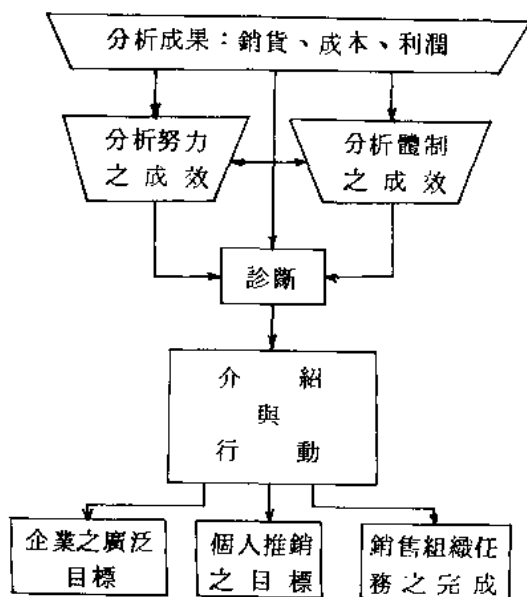 分析成果：銷貨、成本、利潤
分析努力
之成效
分析體制
之成效
診斷
介紹
與
行動
企業之廣泛
目標
個人推銷
之目標
銷售組織任
務之完成